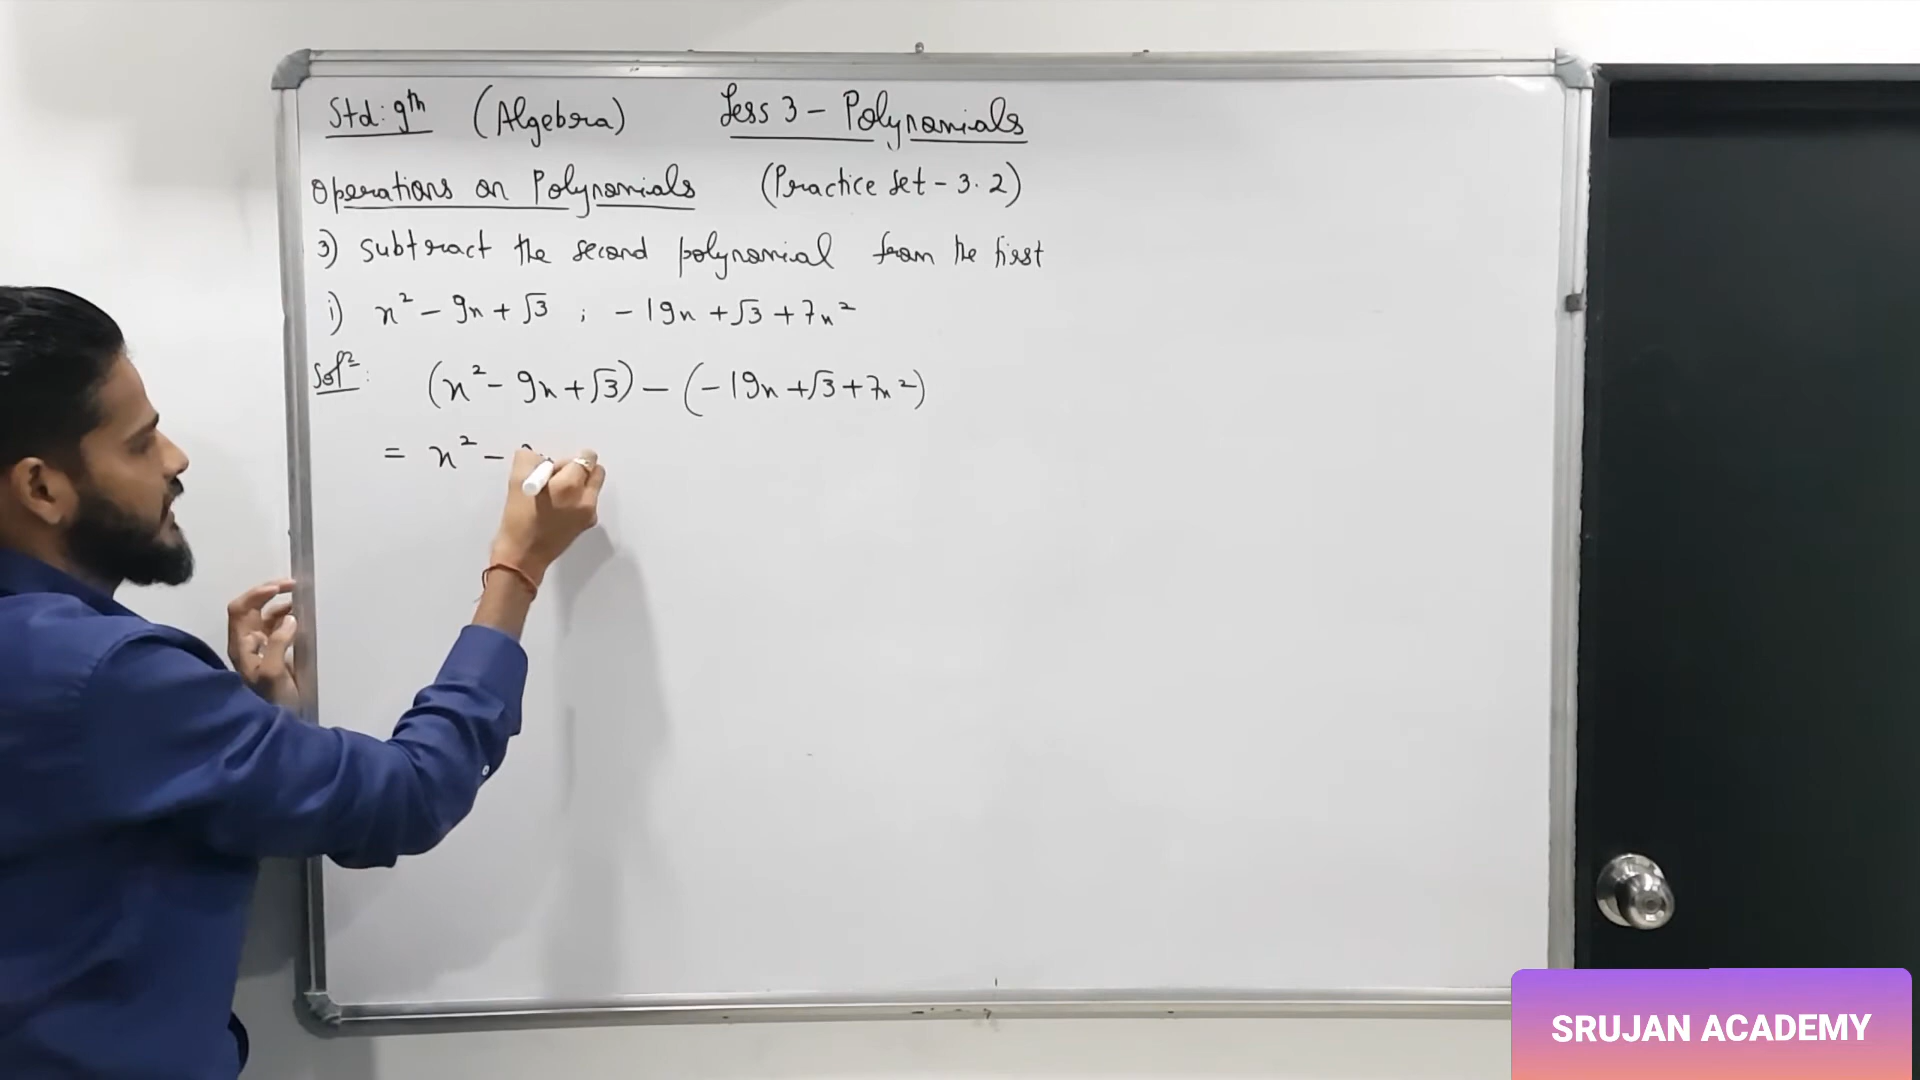 Std: 9th (Algebra) Less 3 - Polynomials
Operations on Polynomials (Practice Set - 3.2)
3) Subtract the second polynomial from the first
i) x² - 9x + √3 ; - 19x + √3 + 7x²
Solⁿ: (x² - 9x + √3) - (- 19x + √3 + 7x²)
= x² -
SRUJAN ACADEMY